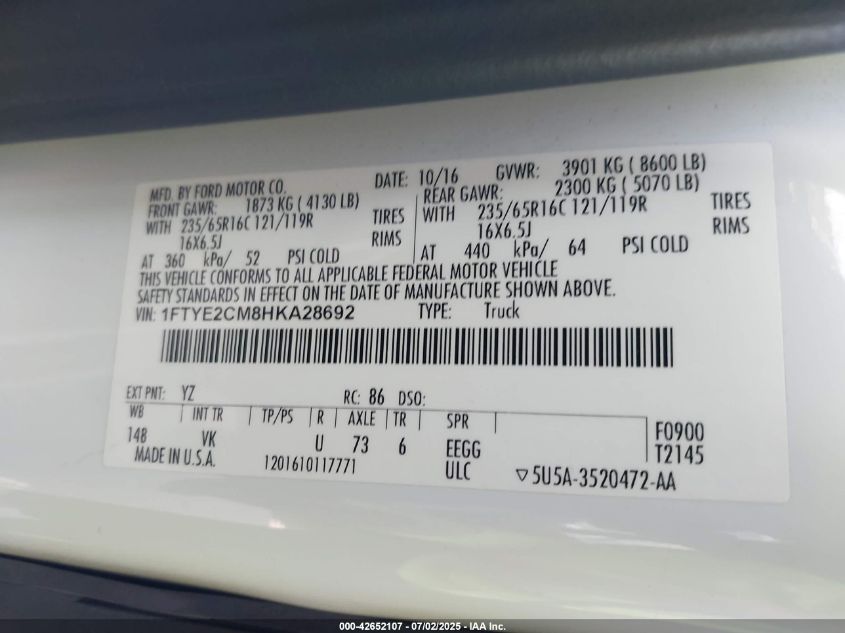 MFD. BY FORD MOTOR CO. DATE: 10/16 GVWR: 3901 KG ( 8600 LB)
FRONT GAWR: 1873 KG ( 4130 LB) REAR GAWR: 2300 KG ( 5070 LB)
WITH 235/65R16C 121/119R TIRES WITH 235/65R16C 121/119R TIRES
16X6.5J RIMS 16X6.5J RIMS
AT 360 kPa/ 52 PSI COLD AT 440 kPa/ 64 PSI COLD
THIS VEHICLE CONFORMS TO ALL APPLICABLE FEDERAL MOTOR VEHICLE
SAFETY STANDARDS IN EFFECT ON THE DATE OF MANUFACTURE SHOWN ABOVE.
VIN: 1FTYE2CM8HKA28692 TYPE: Truck
EXT PNT: YZ RC: 86 DSO:
WB INT TR TP/PS R AXLE TR SPR
148 VK U 73 6 EEGG F0900
MADE IN U.S.A. 1201610117771 ULC T2145
▽5U5A-3520472-AA
000-42652107 - 07/02/2025 - IAA Inc.